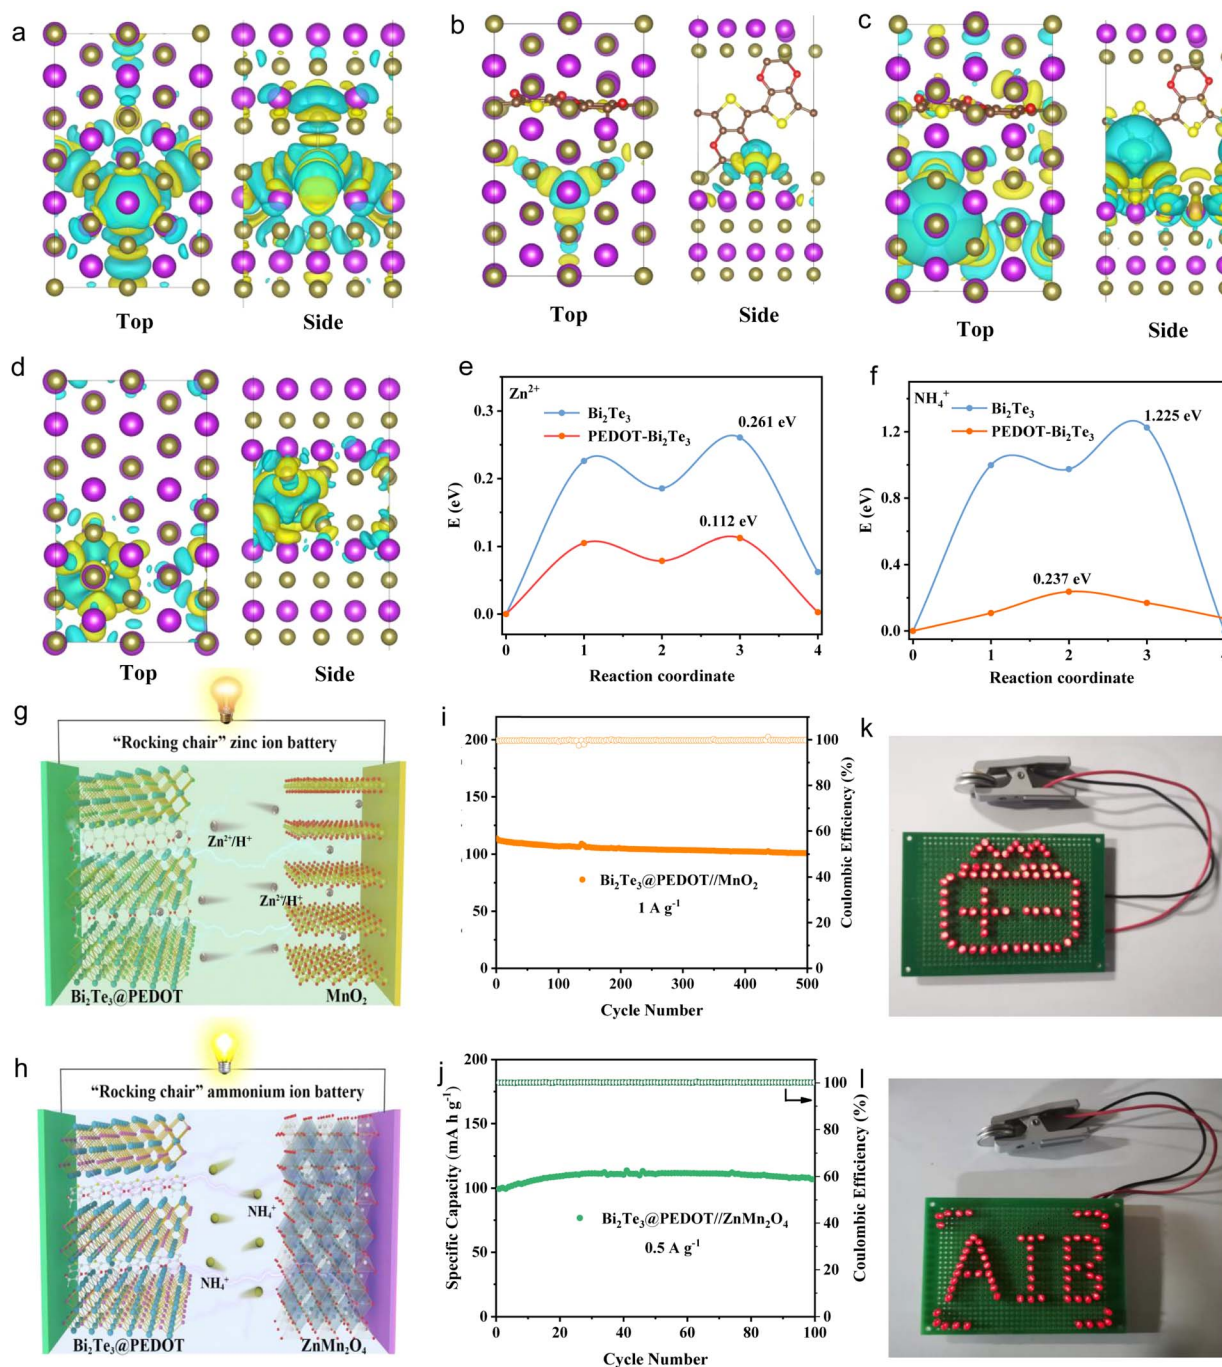 a
Top
Side
b
Top
Side
c
Top
Side
d
Top
Side
e
Zn²⁺
Bi₂Te₃
PEDOT-Bi₂Te₃
0.261 eV
0.112 eV
E (eV)
0.3
0.2
0.1
0.0
0 1 2 3 4
Reaction coordinate
f
NH₄⁺
Bi₂Te₃
PEDOT-Bi₂Te₃
1.225 eV
0.237 eV
E (eV)
1.2
0.8
0.4
0.0
0 1 2 3
Reaction coordinate
g
“Rocking chair” zinc ion battery
Zn²⁺/H⁺
Zn²⁺/H⁺
Bi₂Te₃@PEDOT
MnO₂
h
“Rocking chair” ammonium ion battery
NH₄⁺
NH₄⁺
Bi₂Te₃@PEDOT
ZnMn₂O₄
i
200
175
150
125
100
75
50
25
0
100
80
60
40
20
0
Coulombic Efficiency (%)
Bi₂Te₃@PEDOT//MnO₂
1 A g⁻¹
0 100 200 300 400 500
Cycle Number
j
Specific Capacity (mA h g⁻¹)
200
150
100
50
0
100
80
60
40
20
0
Coulombic Efficiency (%)
Bi₂Te₃@PEDOT//ZnMn₂O₄
0.5 A g⁻¹
0 20 40 60 80 100
Cycle Number
k
+ -
l
AIB